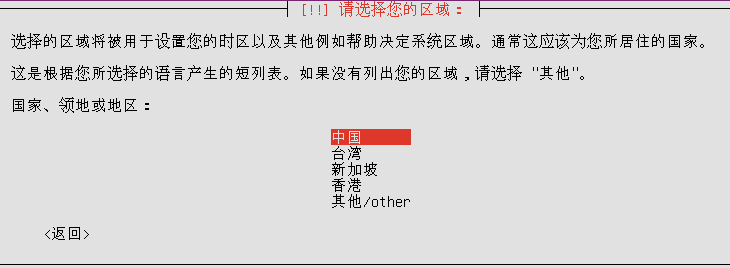 [!!] 请选择您的区域：
选择的区域将被用于设置您的时区以及其他例如帮助决定系统区域。通常这应该为您所居住的国家。
这是根据您所选择的语言产生的短列表。如果没有列出您的区域，请选择 "其他"。
国家、领地或地区：
中国
台湾
新加坡
香港
其他/other
<返回>